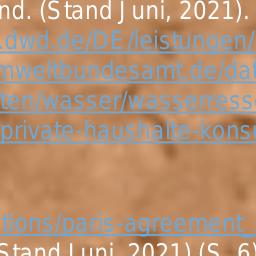 nd. (Stand Juni, 2021).
.dwd.de/DE/leistungen/
mweltbundesamt.de/dat
ten/wasser/wasserress
private-haushalte-kons
tions/paris-agreement_
Stand Juni, 2021) (S. 6)